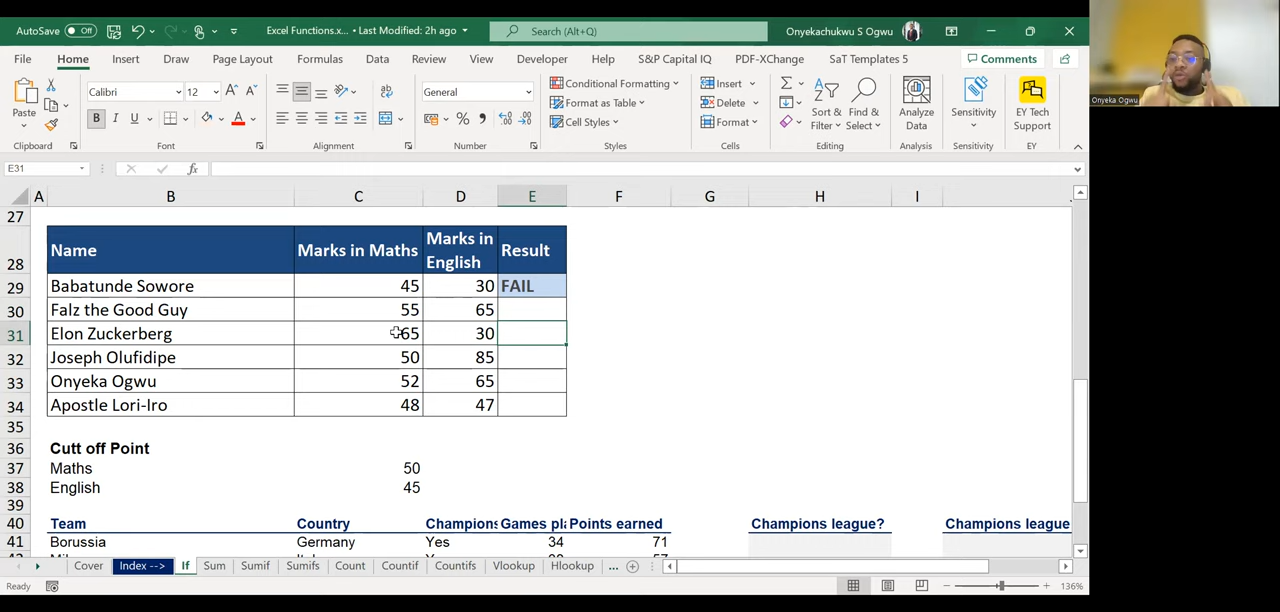 AutoSave Off Excel Functions.x... • Last Modified: 2h ago Search (Alt+Q) Onyekachukwu S Ogwu
File Home Insert Draw Page Layout Formulas Data Review View Developer Help S&P Capital IQ PDF-XChange SaT Templates 5 Comments
Calibri 12 General Conditional Formatting Insert
Paste Format as Table Delete Sort & Filter Find & Select Analyze Data Sensitivity EY Tech Support
B I U Cell Styles Format
Clipboard Font Alignment Number Styles Cells Editing Analysis Sensitivity EY
Onyeka Ogwu
E31 fx
A B C D E F G H I
27
28 Name Marks in Maths Marks in English Result
29 Babatunde Sowore 45 30 FAIL
30 Falz the Good Guy 55 65
31 Elon Zuckerberg 65 30
32 Joseph Olufidipe 50 85
33 Onyeka Ogwu 52 65
34 Apostle Lori-Iro 48 47
35
36 Cutt off Point
37 Maths 50
38 English 45
39
40 Team Country Champions Games pla Points earned Champions league? Champions league
41 Borussia Germany Yes 34 71
Cover Index --> If Sum Sumif Sumifs Count Countif Countifs Vlookup Hlookup ...
Ready 136%